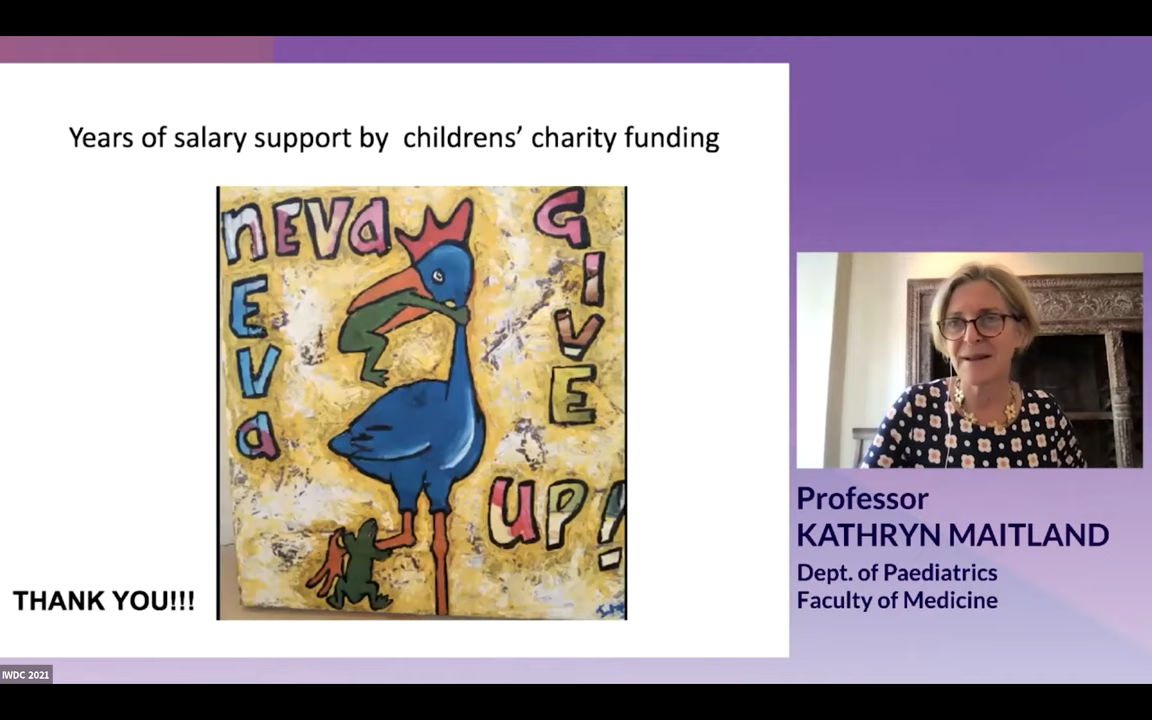 Years of salary support by childrens’ charity funding
nEVa
EVa
GIVE
UP!
THANK YOU!!!
Professor
KATHRYN MAITLAND
Dept. of Paediatrics
Faculty of Medicine
IWDC 2021